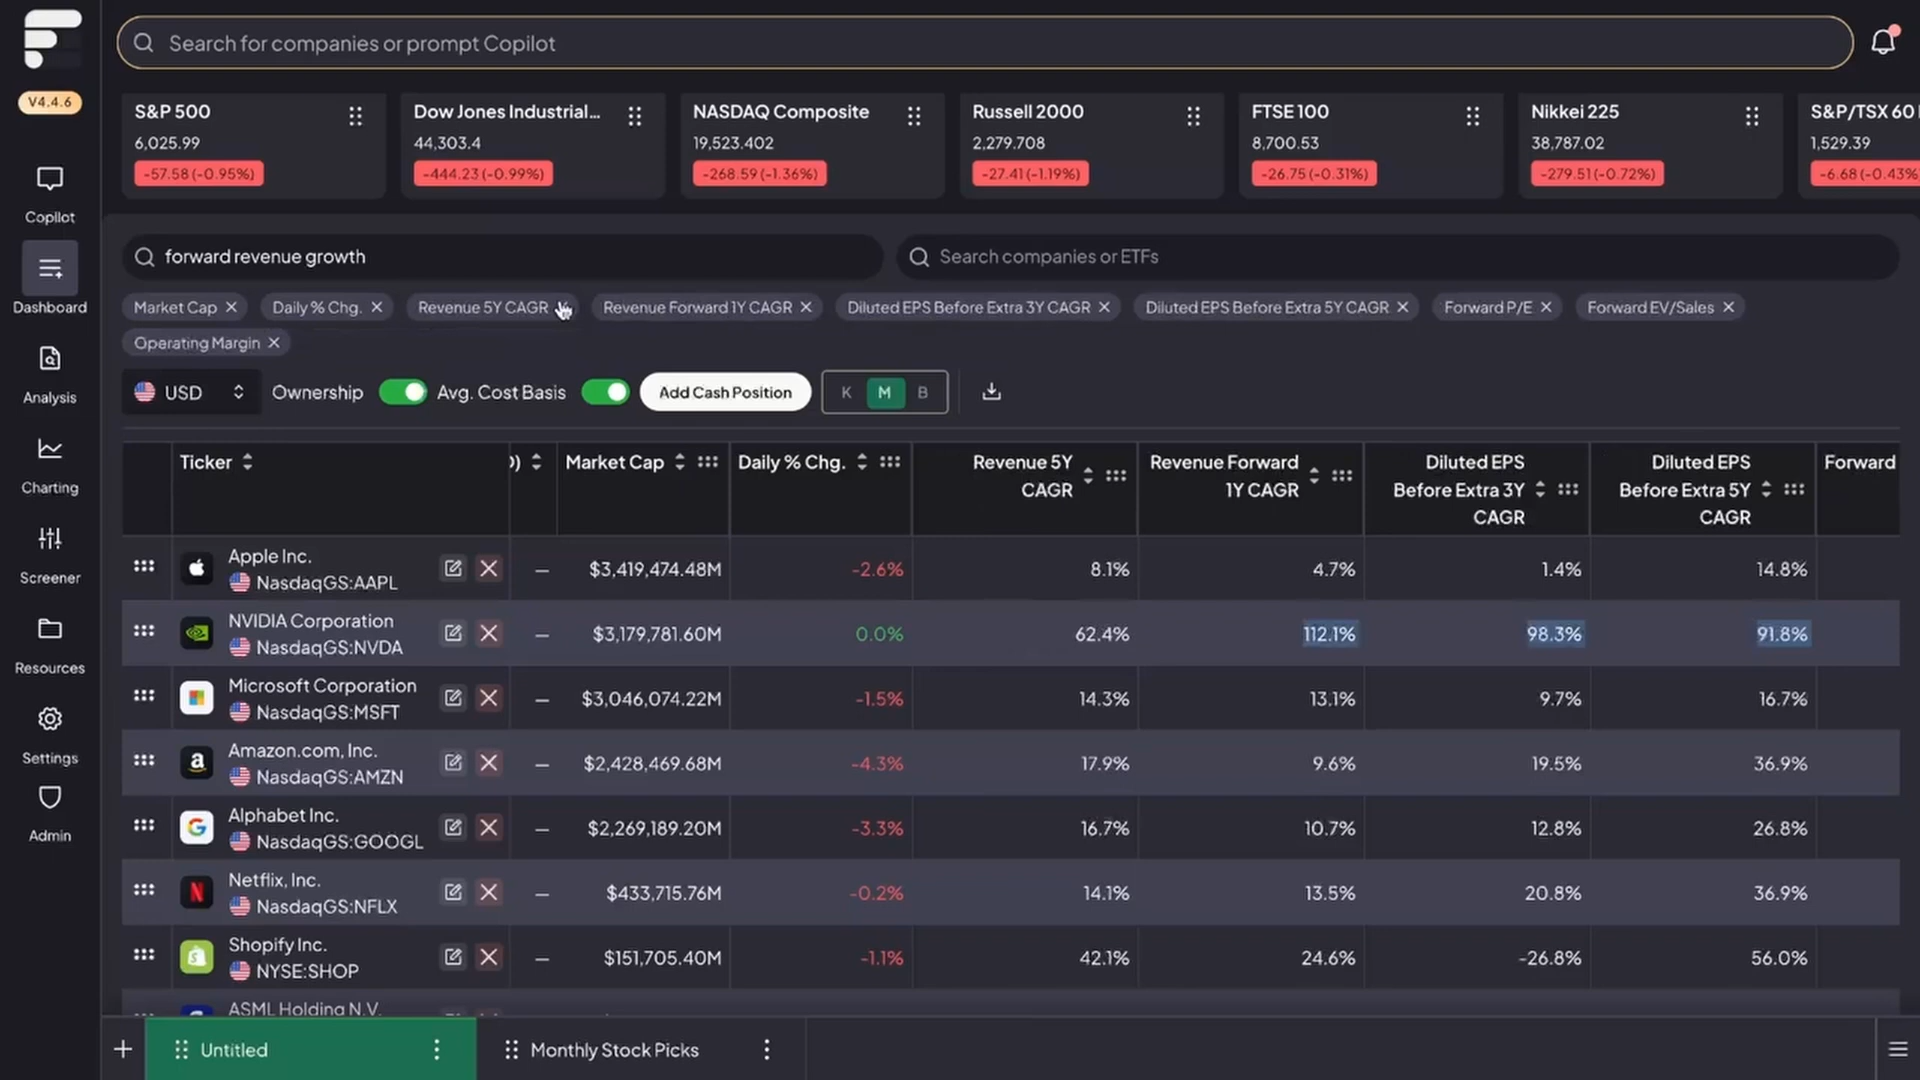 Search for companies or prompt Copilot
V4.4.6
Copilot
Dashboard
Analysis
Charting
Screener
Resources
Settings
Admin
S&P 500
6,025.99
-57.58 (-0.95%)
Dow Jones Industrial...
44,303.4
-444.23 (-0.99%)
NASDAQ Composite
19,523.402
-268.59 (-1.36%)
Russell 2000
2,279.708
-27.41 (-1.19%)
FTSE 100
8,700.53
-26.75 (-0.31%)
Nikkei 225
38,787.02
-279.51 (-0.72%)
S&P/TSX 60
1,529.39
-6.68 (-0.43%
forward revenue growth
Search companies or ETFs
Market Cap
Daily % Chg.
Revenue 5Y CAGR
Revenue Forward 1Y CAGR
Diluted EPS Before Extra 3Y CAGR
Diluted EPS Before Extra 5Y CAGR
Forward P/E
Forward EV/Sales
Operating Margin
USD
Ownership
Avg. Cost Basis
Add Cash Position
K M B
Ticker
Market Cap
Daily % Chg.
Revenue 5Y
CAGR
Revenue Forward
1Y CAGR
Diluted EPS
Before Extra 3Y
CAGR
Diluted EPS
Before Extra 5Y
CAGR
Forward
Apple Inc.
NasdaqGS:AAPL
– $3,419,474.48M -2.6% 8.1% 4.7% 1.4% 14.8%
NVIDIA Corporation
NasdaqGS:NVDA
– $3,179,781.60M 0.0% 62.4% 112.1% 98.3% 91.8%
Microsoft Corporation
NasdaqGS:MSFT
– $3,046,074.22M -1.5% 14.3% 13.1% 9.7% 16.7%
Amazon.com, Inc.
NasdaqGS:AMZN
– $2,428,469.68M -4.3% 17.9% 9.6% 19.5% 36.9%
Alphabet Inc.
NasdaqGS:GOOGL
– $2,269,189.20M -3.3% 16.7% 10.7% 12.8% 26.8%
Netflix, Inc.
NasdaqGS:NFLX
– $433,715.76M -0.2% 14.1% 13.5% 20.8% 36.9%
Shopify Inc.
NYSE:SHOP
– $151,705.40M -1.1% 42.1% 24.6% -26.8% 56.0%
ASML Holding N.V.
Untitled
Monthly Stock Picks